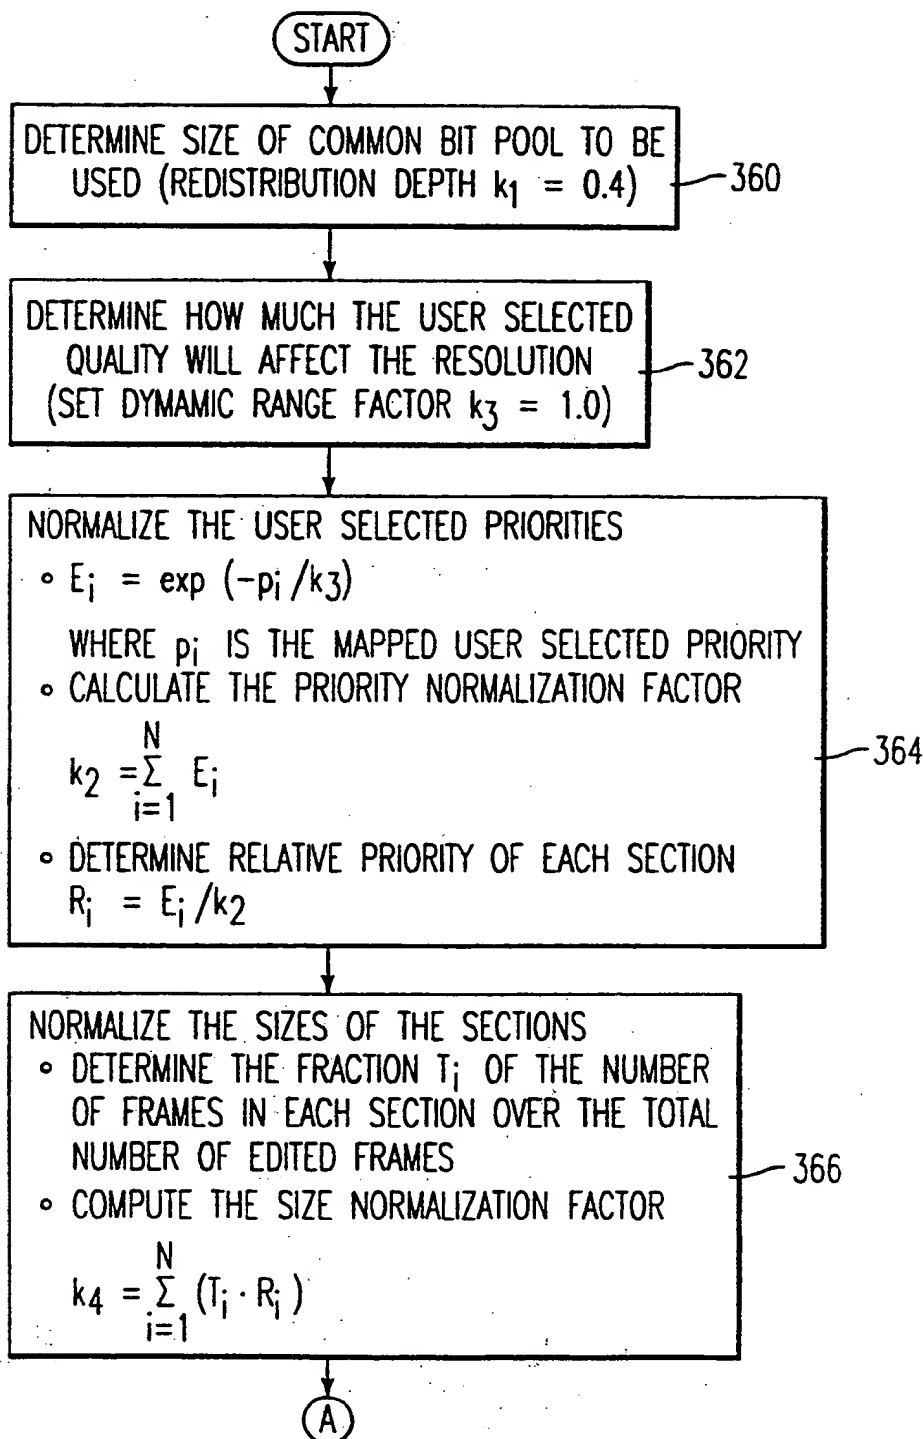 START
DETERMINE SIZE OF COMMON BIT POOL TO BE
USED (REDISTRIBUTION DEPTH k1 = 0.4)
360
DETERMINE HOW MUCH THE USER SELECTED
QUALITY WILL AFFECT THE RESOLUTION
(SET DYMAMIC RANGE FACTOR k3 = 1.0)
362
NORMALIZE THE USER SELECTED PRIORITIES
∘ Ei = exp (-pi/k3)
WHERE pi IS THE MAPPED USER SELECTED PRIORITY
∘ CALCULATE THE PRIORITY NORMALIZATION FACTOR
N
k2 = Σ Ei
i=1
∘ DETERMINE RELATIVE PRIORITY OF EACH SECTION
Ri = Ei/k2
364
NORMALIZE THE SIZES OF THE SECTIONS
∘ DETERMINE THE FRACTION Ti OF THE NUMBER
OF FRAMES IN EACH SECTION OVER THE TOTAL
NUMBER OF EDITED FRAMES
∘ COMPUTE THE SIZE NORMALIZATION FACTOR
N
k4 = Σ (Ti · Ri)
i=1
366
A